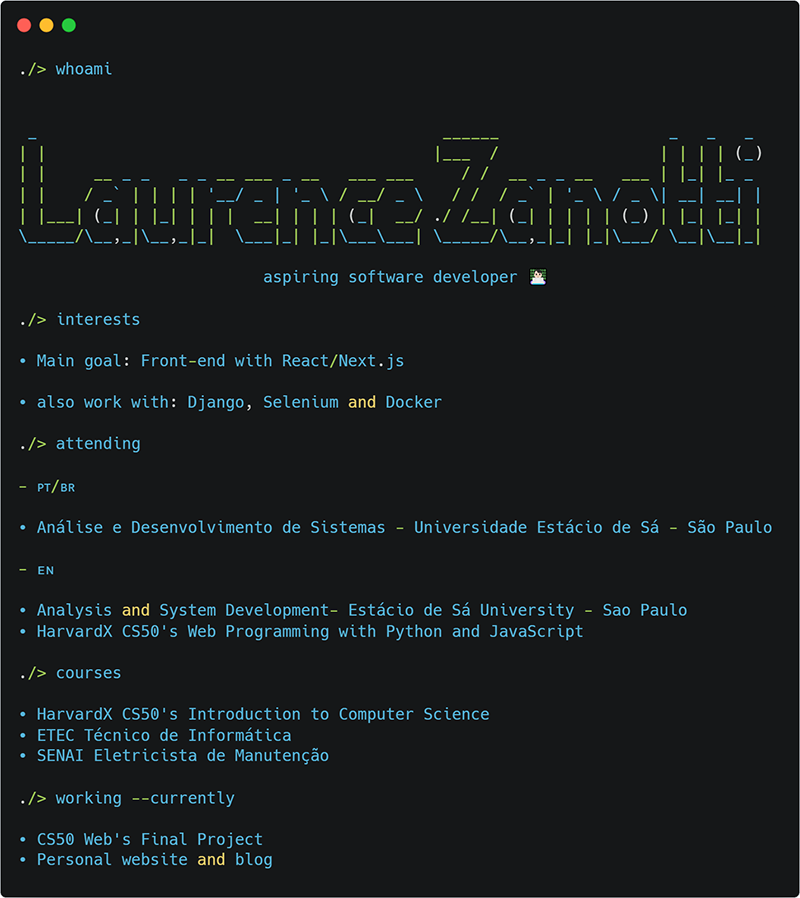 ./> whoami
Laurence Zanotti
aspiring software developer
./> interests
• Main goal: Front-end with React/Next.js
• also work with: Django, Selenium and Docker
./> attending
- ᴘᴛ/ʙʀ
• Análise e Desenvolvimento de Sistemas - Universidade Estácio de Sá - São Paulo
- ᴇɴ
• Analysis and System Development- Estácio de Sá University - Sao Paulo
• HarvardX CS50's Web Programming with Python and JavaScript
./> courses
• HarvardX CS50's Introduction to Computer Science
• ETEC Técnico de Informática
• SENAI Eletricista de Manutenção
./> working --currently
• CS50 Web's Final Project
• Personal website and blog